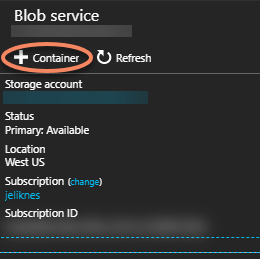 Blob service
Container Refresh
Storage account
Status
Primary: Available
Location
West US
Subscription (change)
jeliknes
Subscription ID